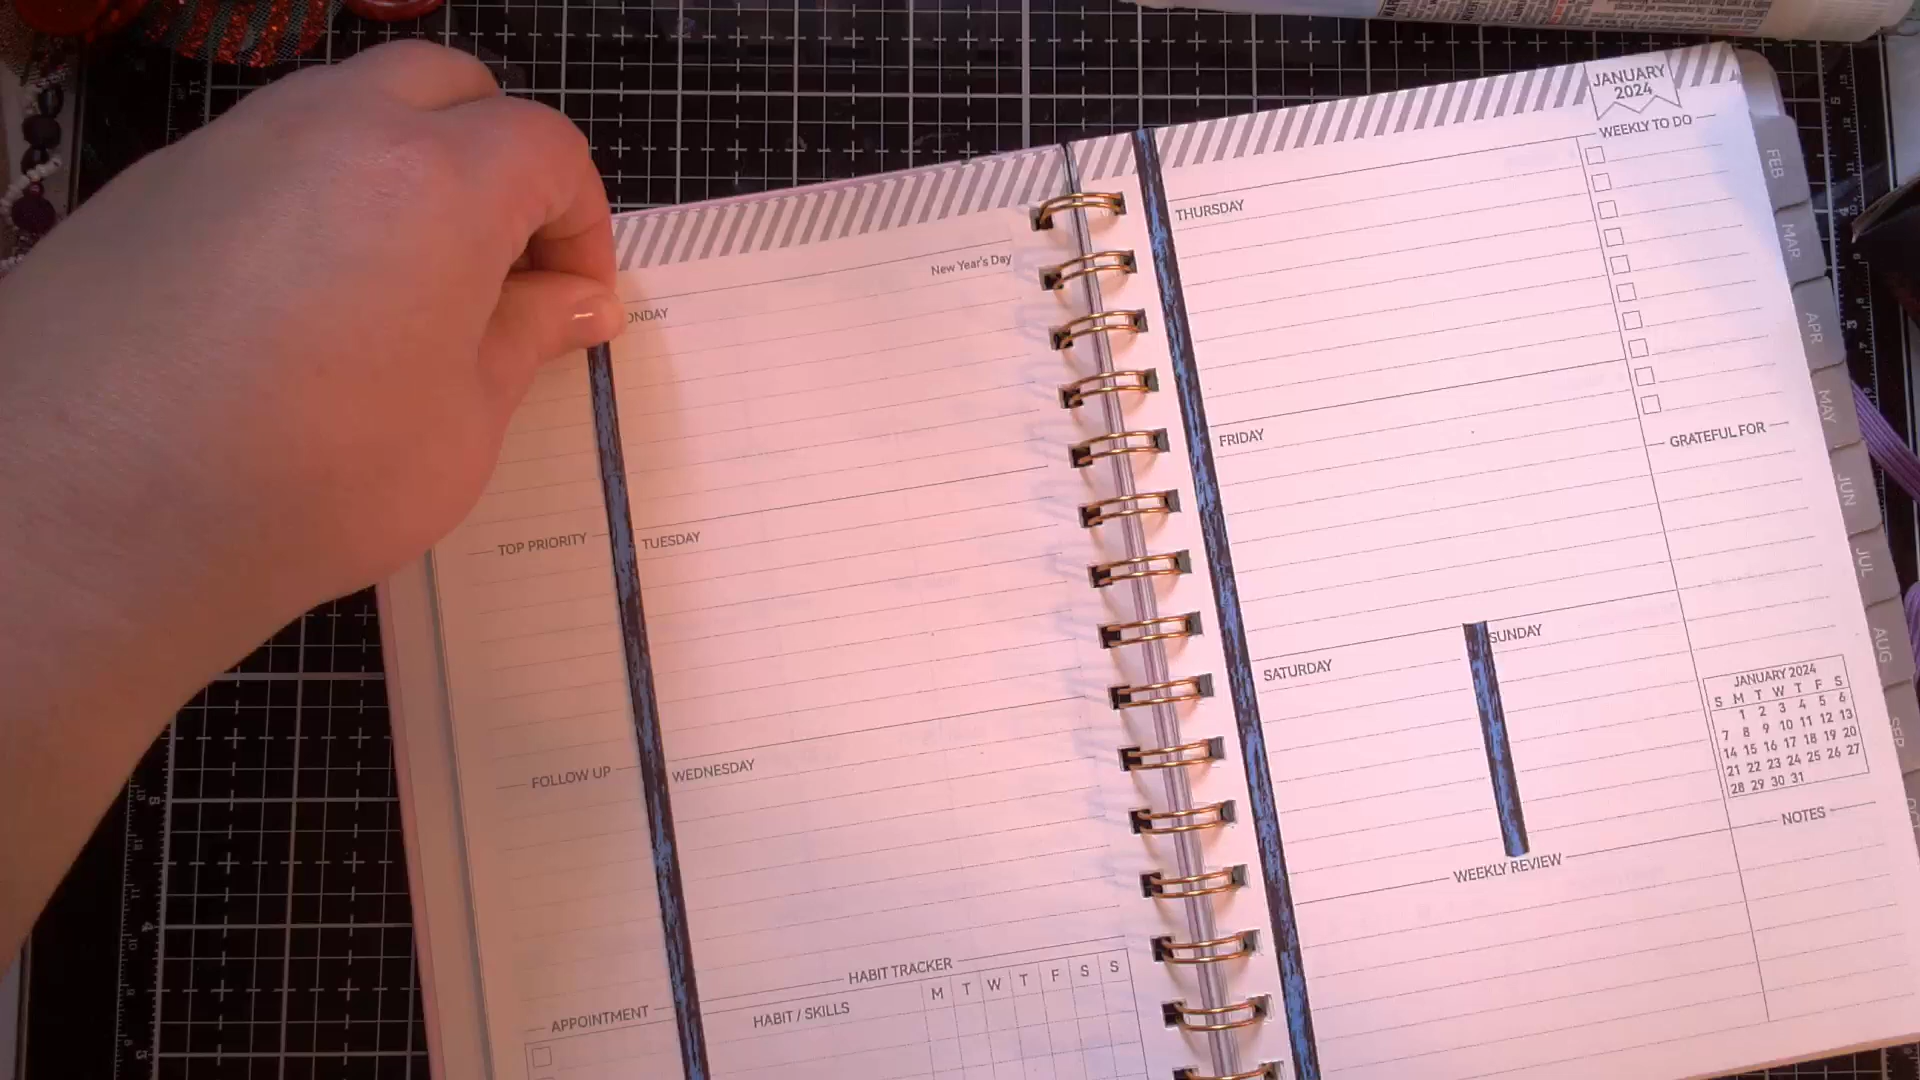 New Year's Day
ONDAY
TOP PRIORITY
TUESDAY
FOLLOW UP
WEDNESDAY
HABIT TRACKER
HABIT / SKILLS
M T W T F S S
APPOINTMENT
JANUARY
2024
WEEKLY TO DO
THURSDAY
FRIDAY
GRATEFUL FOR
SATURDAY
SUNDAY
JANUARY 2024
S M T W T F S
1 2 3 4 5 6
7 8 9 10 11 12 13
14 15 16 17 18 19 20
21 22 23 24 25 26 27
28 29 30 31
WEEKLY REVIEW
NOTES
FEB
MAR
APR
MAY
JUN
JUL
AUG
SEP